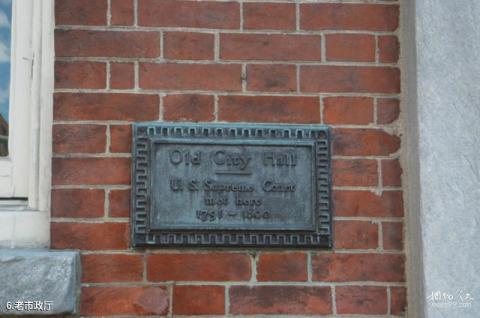 Old City Hall
U. S. Supreme Court
met here
1791 - 1800
6.老市政厅